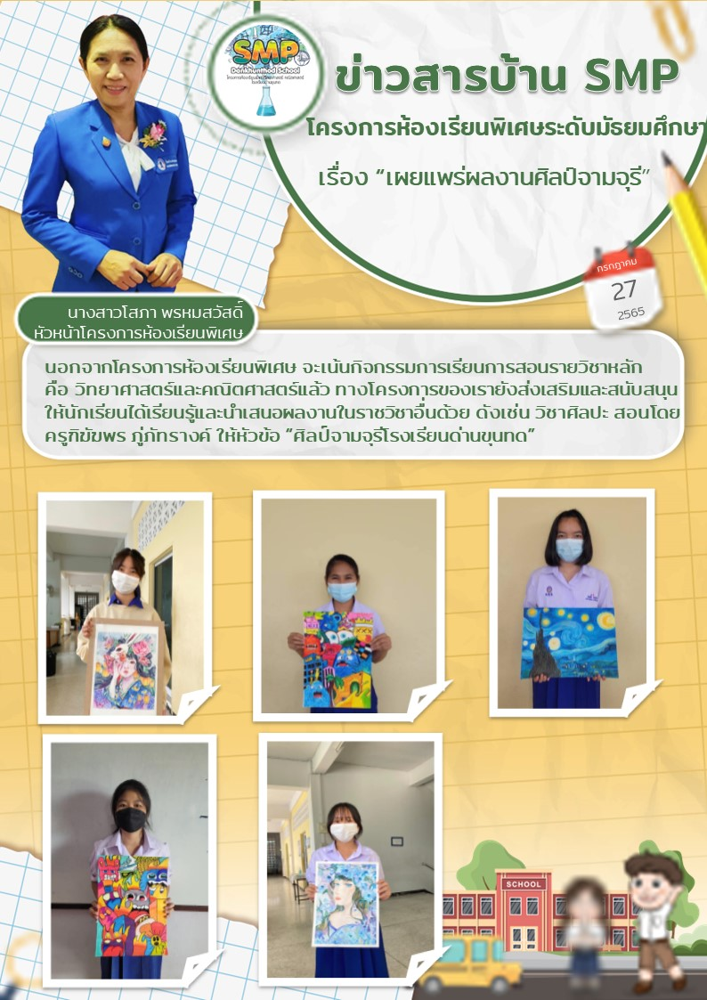 SMP
Dankhunthod School
ข่าวสารบ้าน SMP
โครงการห้องเรียนพิเศษระดับมัธยมศึกษา
เรื่อง “เผยแพร่ผลงานศิลป์จามจุรี”
กรกฎาคม
27
2565
นางสาวโสภา พรหมสวัสดิ์
หัวหน้าโครงการห้องเรียนพิเศษ
นอกจากโครงการห้องเรียนพิเศษ จะเน้นกิจกรรมการเรียนการสอนรายวิชาหลัก
คือ วิทยาศาสตร์และคณิตศาสตร์แล้ว ทางโครงการของเรายังส่งเสริมและสนับสนุน
ให้นักเรียนได้เรียนรู้และนำเสนอผลงานในราชวิชาอื่นด้วย ดังเช่น วิชาศิลปะ สอนโดย
ครูทิฆัฆพร ภู่ภัทรางค์ ให้หัวข้อ “ศิลป์จามจุรีโรงเรียนด่านขุนทด”
SCHOOL